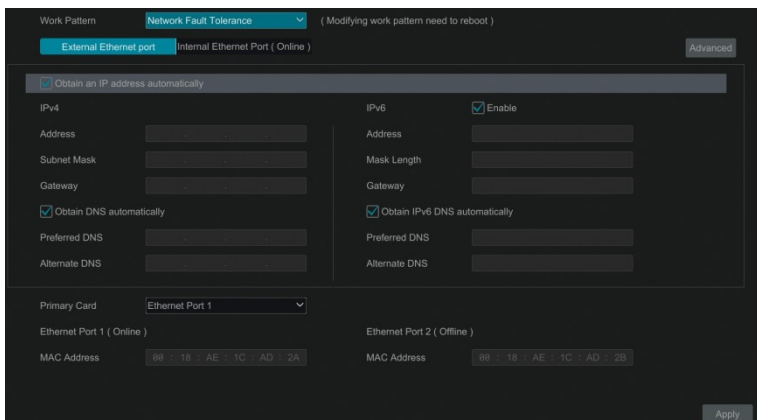 Work Pattern Network Fault Tolerance ( Modifying work pattern need to reboot )
External Ethernet port Internal Ethernet Port ( Online ) Advanced
Obtain an IP address automatically
IPv4 IPv6 Enable
Address Address
Subnet Mask Mask Length
Gateway Gateway
Obtain DNS automatically Obtain IPv6 DNS automatically
Preferred DNS Preferred DNS
Alternate DNS Alternate DNS
Primary Card Ethernet Port 1
Ethernet Port 1 ( Online ) Ethernet Port 2 ( Offline )
MAC Address 00 : 18 : AE : 1C : AD : 2A MAC Address 00 : 18 : AE : 1C : AD : 2B
Apply